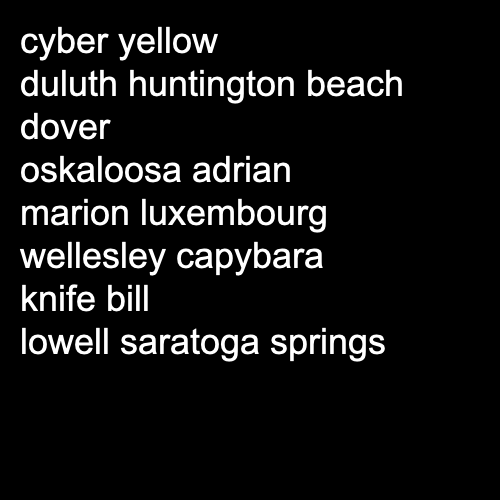 cyber yellow
duluth huntington beach
dover
oskaloosa adrian
marion luxembourg
wellesley capybara
knife bill
lowell saratoga springs